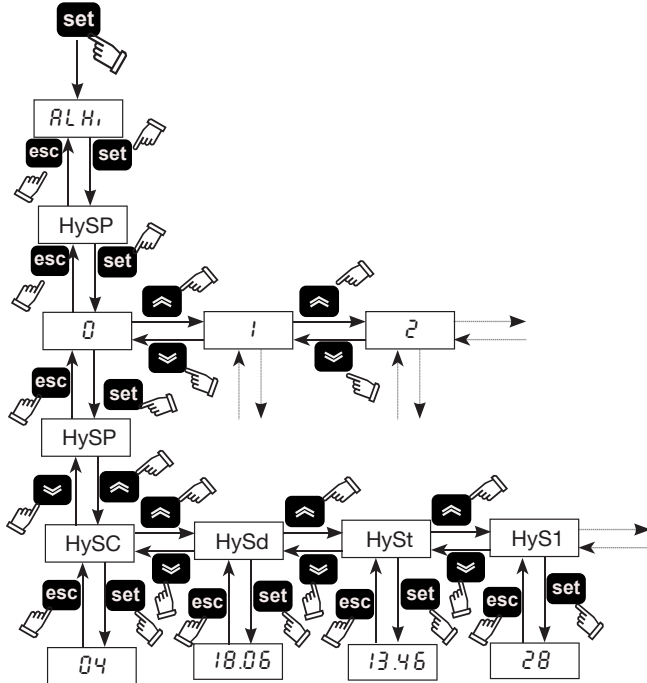 set
ALHi
esc set
HySP
esc set
0 1 2
esc set
HySP
HySC HySd HySt HyS1
esc set esc set esc set esc set
04 18.06 13.46 28